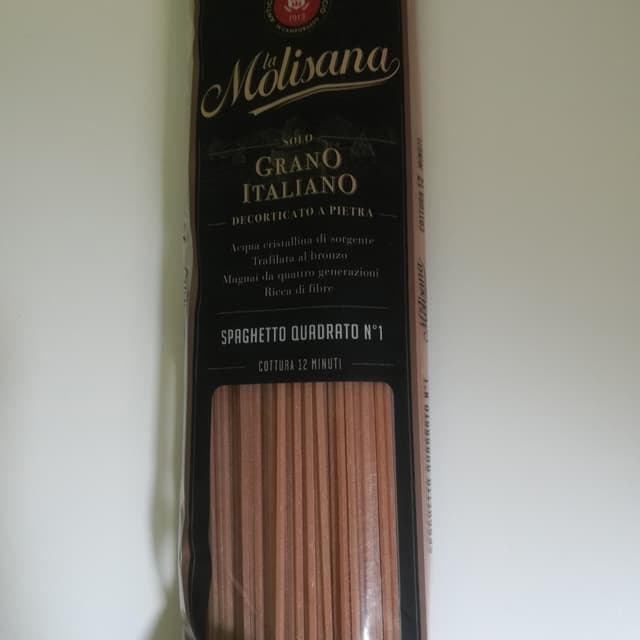 1912
la
Molisana
SOLO
GRANO
ITALIANO
DECORTICATO A PIETRA
Acqua cristallina di sorgente
Trafilata al bronzo
Mugnai da quattro generazioni
Ricca di fibre
SPAGHETTO QUADRATO N°1
COTTURA 12 MINUTI
COTTURA 12 MINUTI
la Molisana
SPAGHETTO QUADRATO N°1